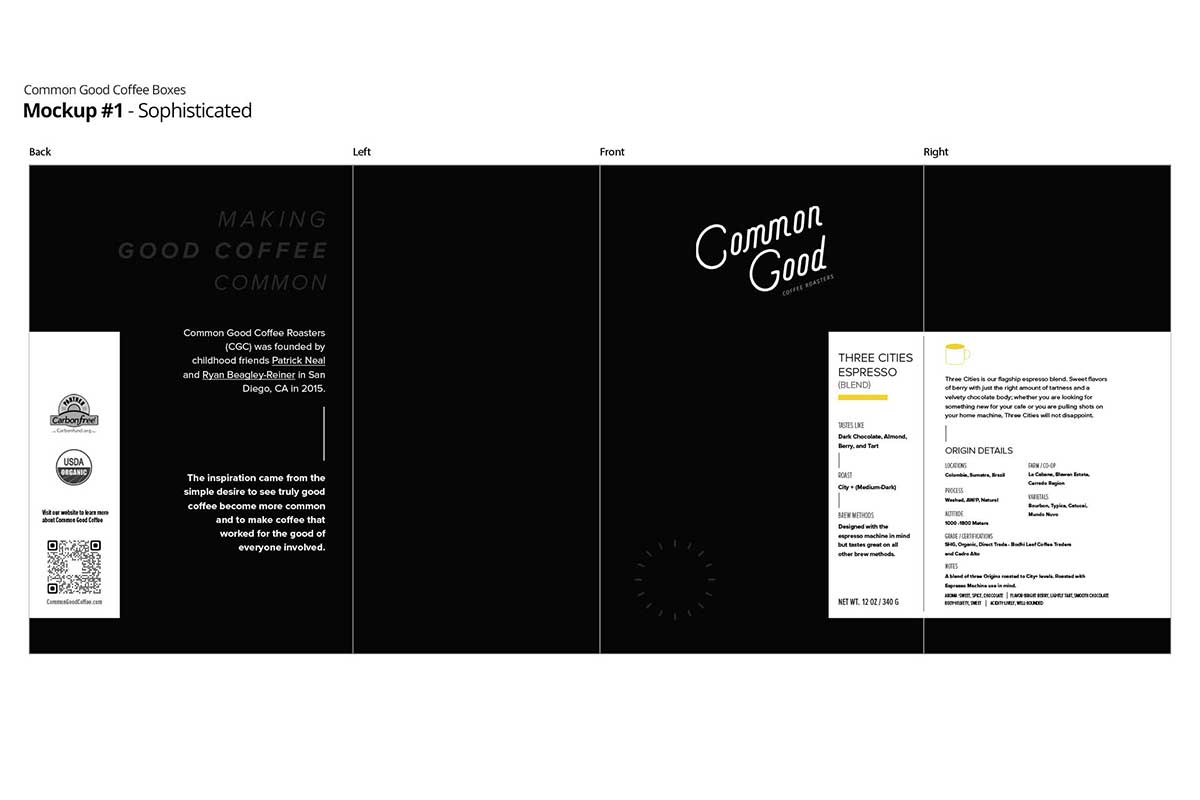 Common Good Coffee Boxes
Mockup #1 - Sophisticated
Back
Left
Front
Right
MAKING
GOOD COFFEE
COMMON
Common Good Coffee Roasters
(CGC) was founded by
childhood friends Patrick Neal
and Ryan Beagley-Reiner in San
Diego, CA in 2015.
The inspiration came from the
simple desire to see truly good
coffee become more common
and to make coffee that
worked for the good of
everyone involved.
PARTNER
Carbonfree
Carbonfund.org
USDA
ORGANIC
Visit our website to learn more
about Common Good Coffee
CommonGoodCoffee.com
Common
Good
COFFEE ROASTERS
THREE CITIES
ESPRESSO
(BLEND)
TASTES LIKE
Dark Chocolate, Almond,
Berry, and Tart
ROAST
City + (Medium-Dark)
BREW METHODS
Designed with the
espresso machine in mind
but tastes great on all
other brew methods.
NET WT. 12 OZ / 340 G
Three Cities is our flagship espresso blend. Sweet flavors
of berry with just the right amount of tartness and a
velvety chocolate body; whether you are looking for
something new for your cafe or you are pulling shots on
your home machine, Three Cities will not disappoint.
ORIGIN DETAILS
LOCATIONS
Colombia, Sumatra, Brazil
PROCESS
Washed, AWP, Natural
ALTITUDE
1000 -1800 Meters
FARM / CO-OP
La Cabana, Blawan Estate,
Cerrado Region
VARIETALS
Bourbon, Typica, Catucai,
Mundo Nuvo
GRADE / CERTIFICATIONS
SHG, Organic, Direct Trade - Bodhi Leaf Coffee Traders
and Cedro Alto
NOTES
A blend of three Origins roasted to City+ levels. Roasted with
Espresso Machine use in mind.
AROMA-SWEET, SPICE, CHOCOLATE | FLAVOR-BRIGHT BERRY, LIGHTLY TART, SMOOTH CHOCOLATE
BODY-VELVETY, SWEET | ACIDITY-LIVELY, WELL-ROUNDED